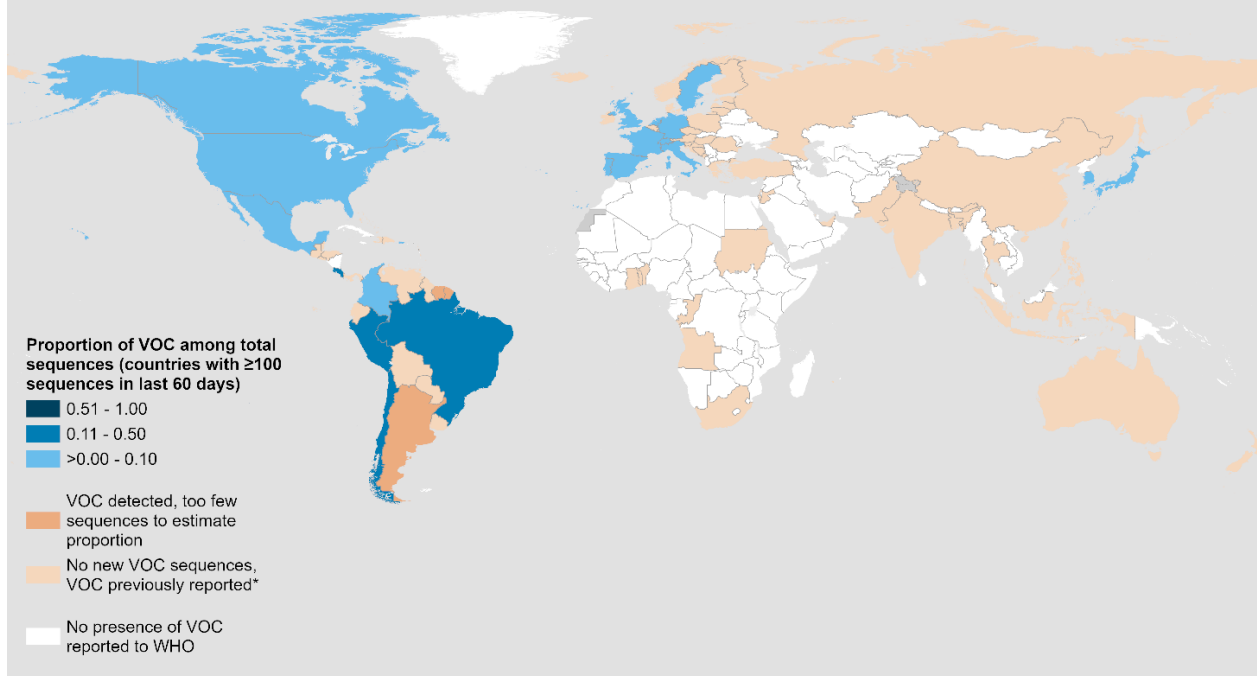 Proportion of VOC among total
sequences (countries with ≥100
sequences in last 60 days)
0.51 - 1.00
0.11 - 0.50
>0.00 - 0.10
VOC detected, too few
sequences to estimate
proportion
No new VOC sequences,
VOC previously reported*
No presence of VOC
reported to WHO